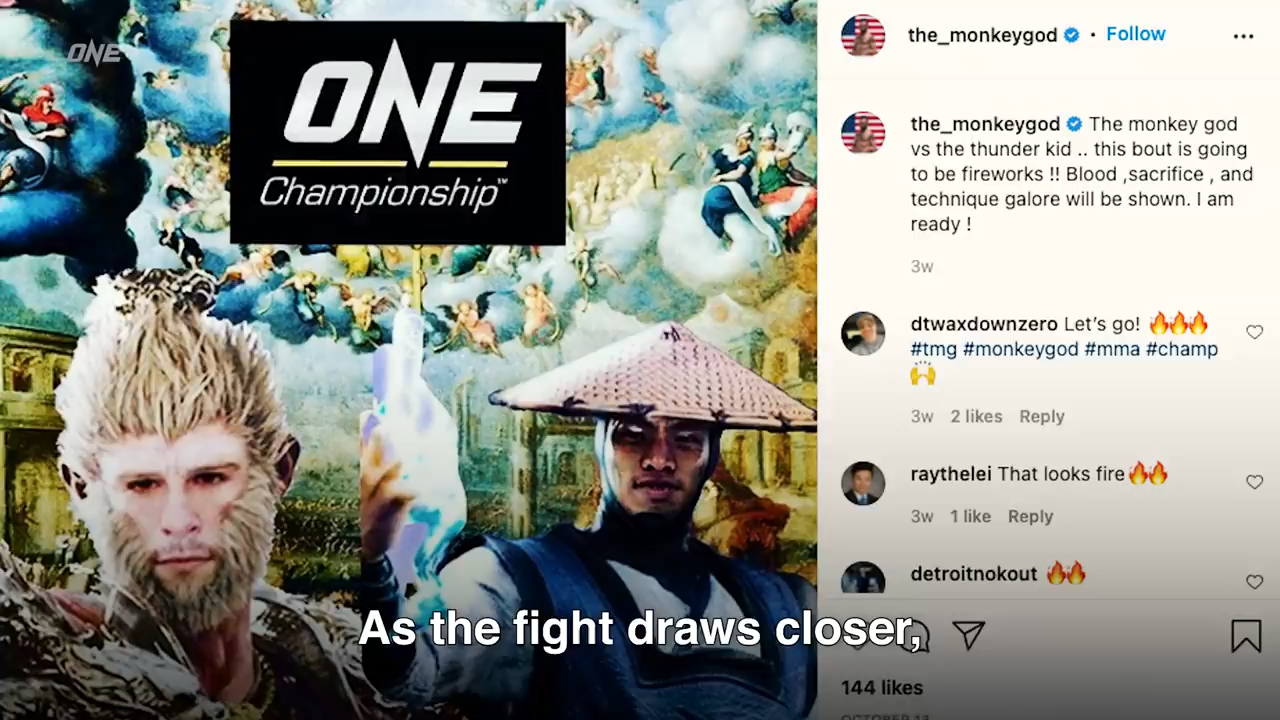 ONE
ONE
Championship™
the_monkeygod • Follow
the_monkeygod The monkey god
vs the thunder kid .. this bout is going
to be fireworks !! Blood ,sacrifice , and
technique galore will be shown. I am
ready !
3w
dtwaxdownzero Let's go! 🔥🔥🔥
#tmg #monkeygod #mma #champ
🙌
3w 2 likes Reply
raythelei That looks fire🔥🔥
3w 1 like Reply
detroitnokout 🔥🔥
As the fight draws closer,
144 likes
OCTOBER 13